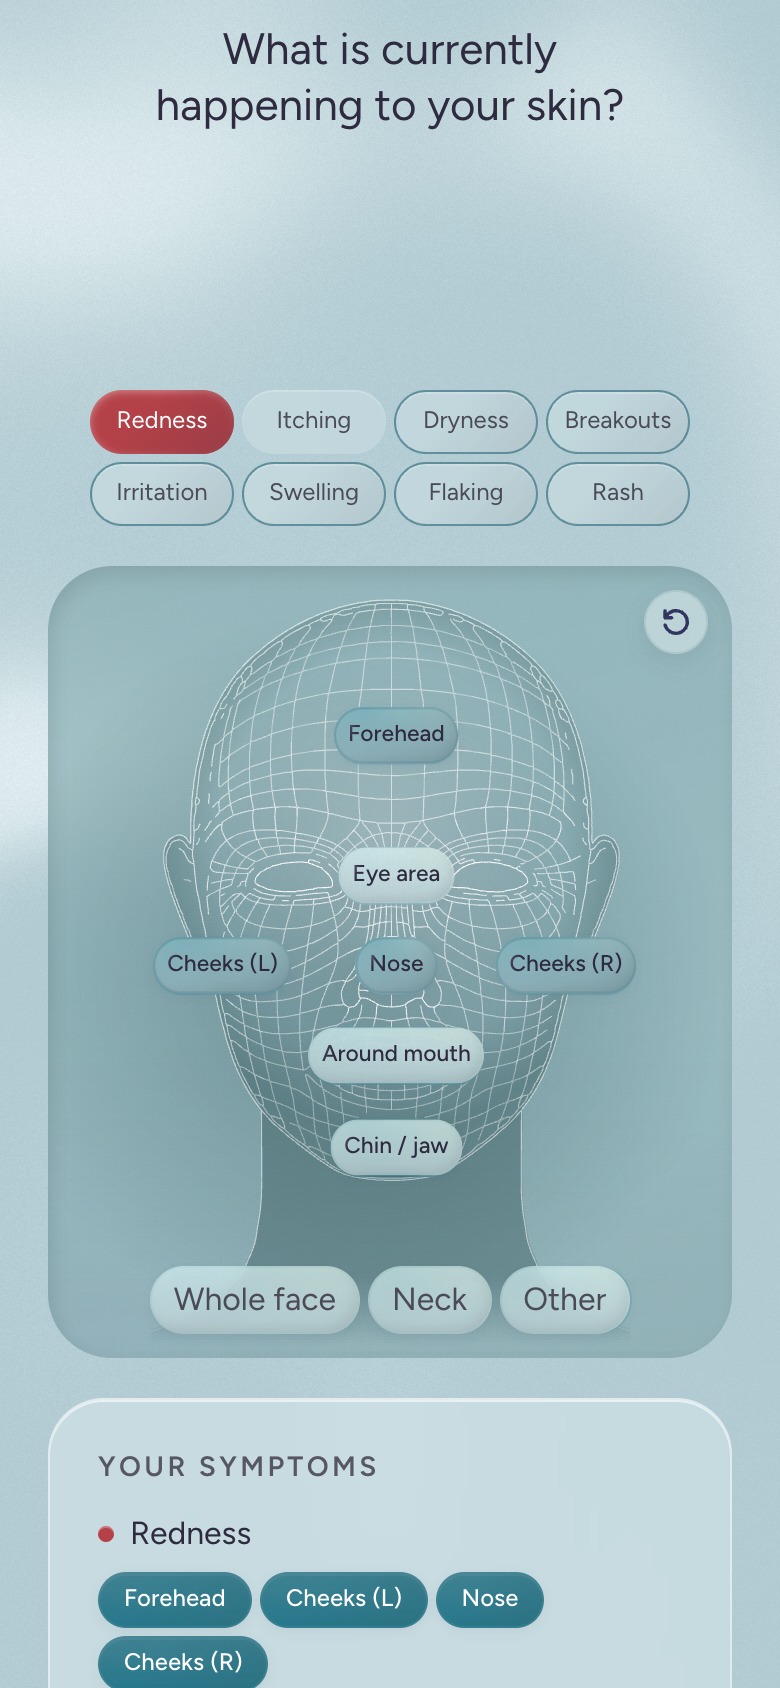 What is currently
happening to your skin?
Redness Itching Dryness Breakouts
Irritation Swelling Flaking Rash
Forehead
Eye area
Cheeks (L) Nose Cheeks (R)
Around mouth
Chin / jaw
Whole face Neck Other
YOUR SYMPTOMS
Redness
Forehead Cheeks (L) Nose
Cheeks (R)